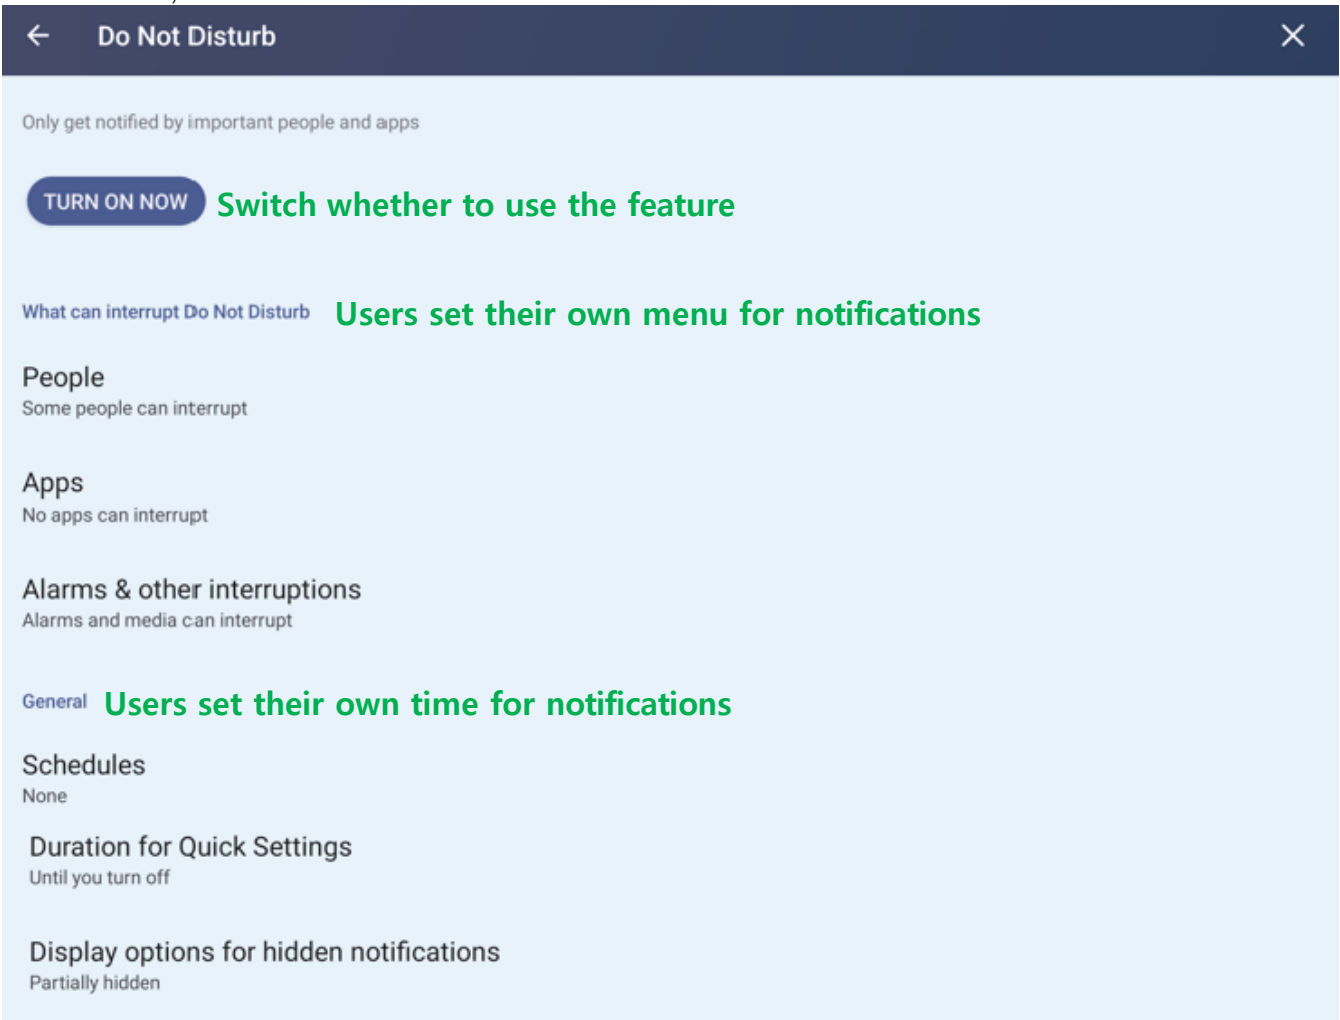 Do Not Disturb
Only get notified by important people and apps
TURN ON NOW Switch whether to use the feature
What can interrupt Do Not Disturb Users set their own menu for notifications
People
Some people can interrupt
Apps
No apps can interrupt
Alarms & other interruptions
Alarms and media can interrupt
General Users set their own time for notifications
Schedules
None
Duration for Quick Settings
Until you turn off
Display options for hidden notifications
Partially hidden